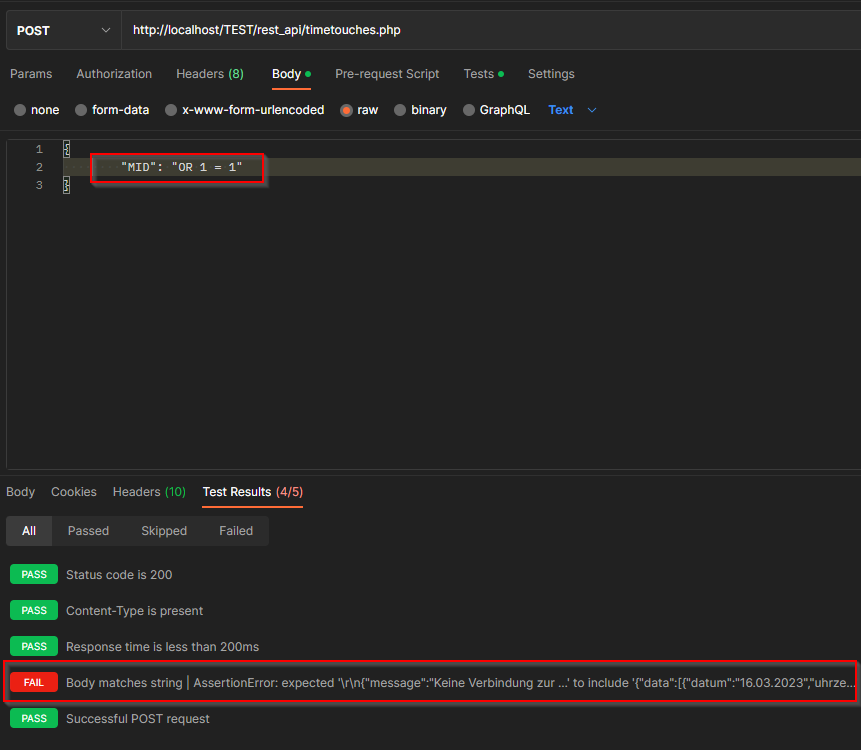 POST http://localhost/TEST/rest_api/timetouches.php
Params Authorization Headers (8) Body Pre-request Script Tests Settings
none form-data x-www-form-urlencoded raw binary GraphQL Text
1 {
2 "MID": "OR 1 = 1"
3 }
Body Cookies Headers (10) Test Results (4/5)
All Passed Skipped Failed
PASS Status code is 200
PASS Content-Type is present
PASS Response time is less than 200ms
FAIL Body matches string | AssertionError: expected '\r\n{"message":"Keine Verbindung zur ...' to include '{"data":[{"datum":"16.03.2023","uhrze...
PASS Successful POST request